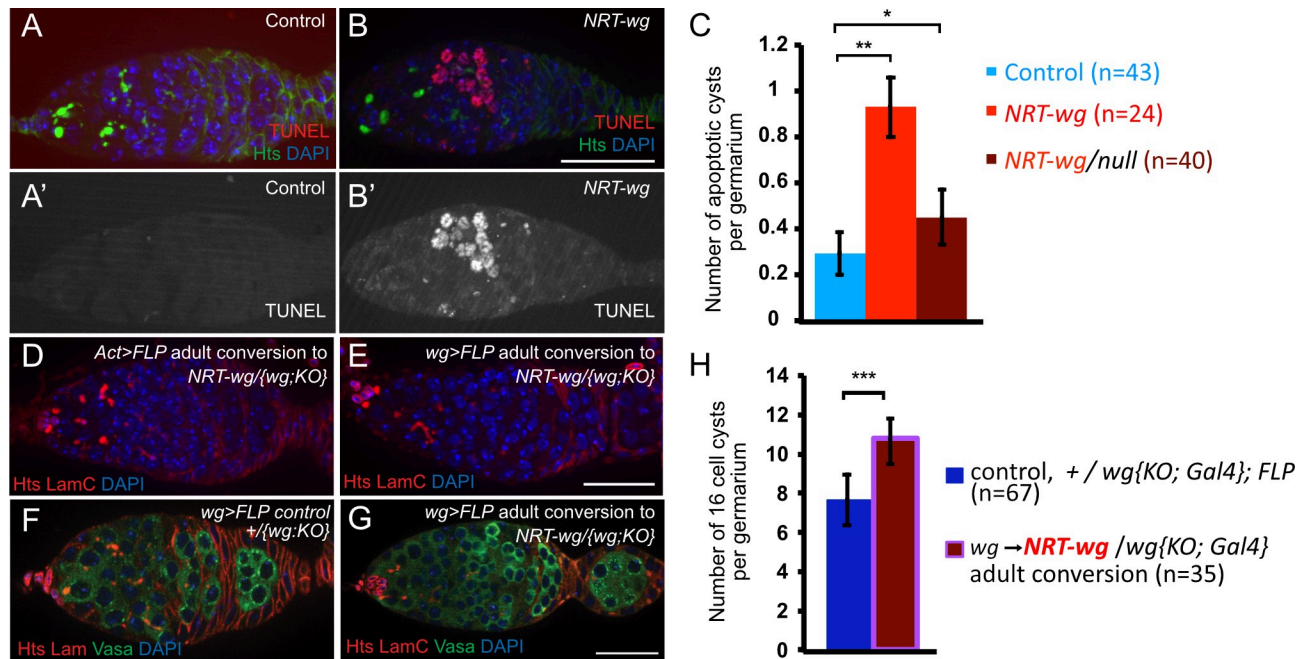 A
Control
TUNEL
Hts DAPI
B
NRT-wg
TUNEL
Hts DAPI
A'
Control
TUNEL
B'
NRT-wg
TUNEL
C
Number of apoptotic cysts
per germarium
1.2
1
0.8
0.6
0.4
0.2
0
*
**
Control (n=43)
NRT-wg (n=24)
NRT-wg/null (n=40)
D
Act>FLP adult conversion to
NRT-wg/{wg;KO}
Hts LamC DAPI
E
wg>FLP adult conversion to
NRT-wg/{wg;KO}
Hts LamC DAPI
F
wg>FLP control
+/{wg:KO}
Hts Lam Vasa DAPI
G
wg>FLP adult conversion to
NRT-wg/{wg;KO}
Hts LamC Vasa DAPI
H
Number of 16 cell cysts
per germarium
14
12
10
8
6
4
2
0
***
control, + / wg{KO; Gal4}; FLP
(n=67)
wg→NRT-wg /wg{KO; Gal4}
adult conversion (n=35)